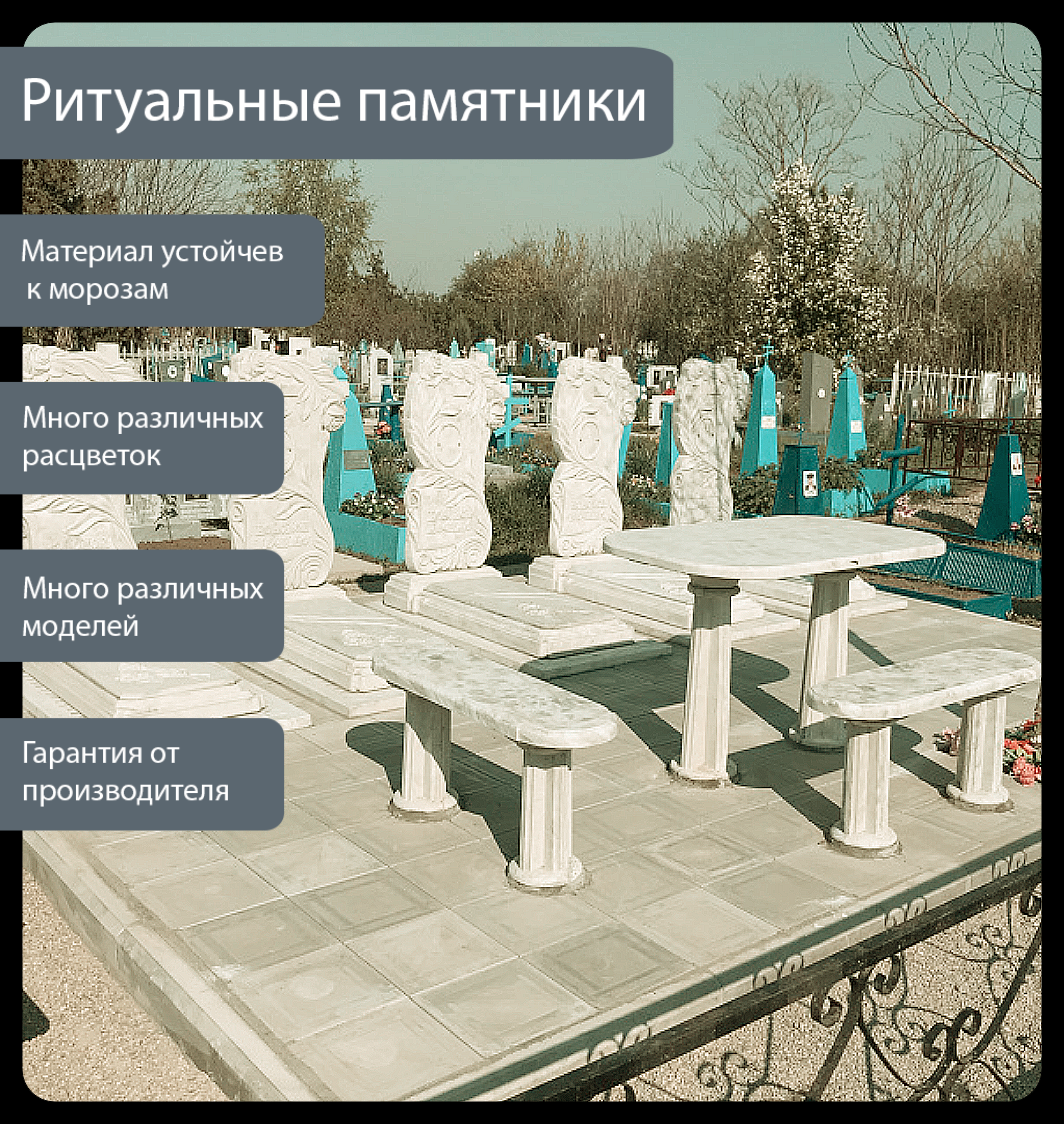 Ритуальные памятники
Материал устойчев
к морозам
Много различных
расцветок
Много различных
моделей
Гарантия от
производителя